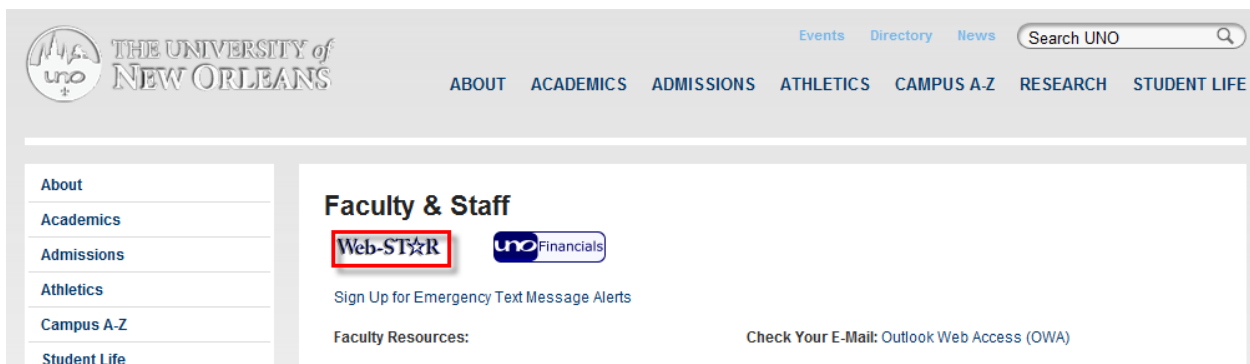 Events Directory News Search UNO
THE UNIVERSITY of
NEW ORLEANS
uno
ABOUT ACADEMICS ADMISSIONS ATHLETICS CAMPUS A-Z RESEARCH STUDENT LIFE
About
Academics
Admissions
Athletics
Campus A-Z
Student Life
Faculty & Staff
Web-ST☆R uno Financials
Sign Up for Emergency Text Message Alerts
Faculty Resources: Check Your E-Mail: Outlook Web Access (OWA)